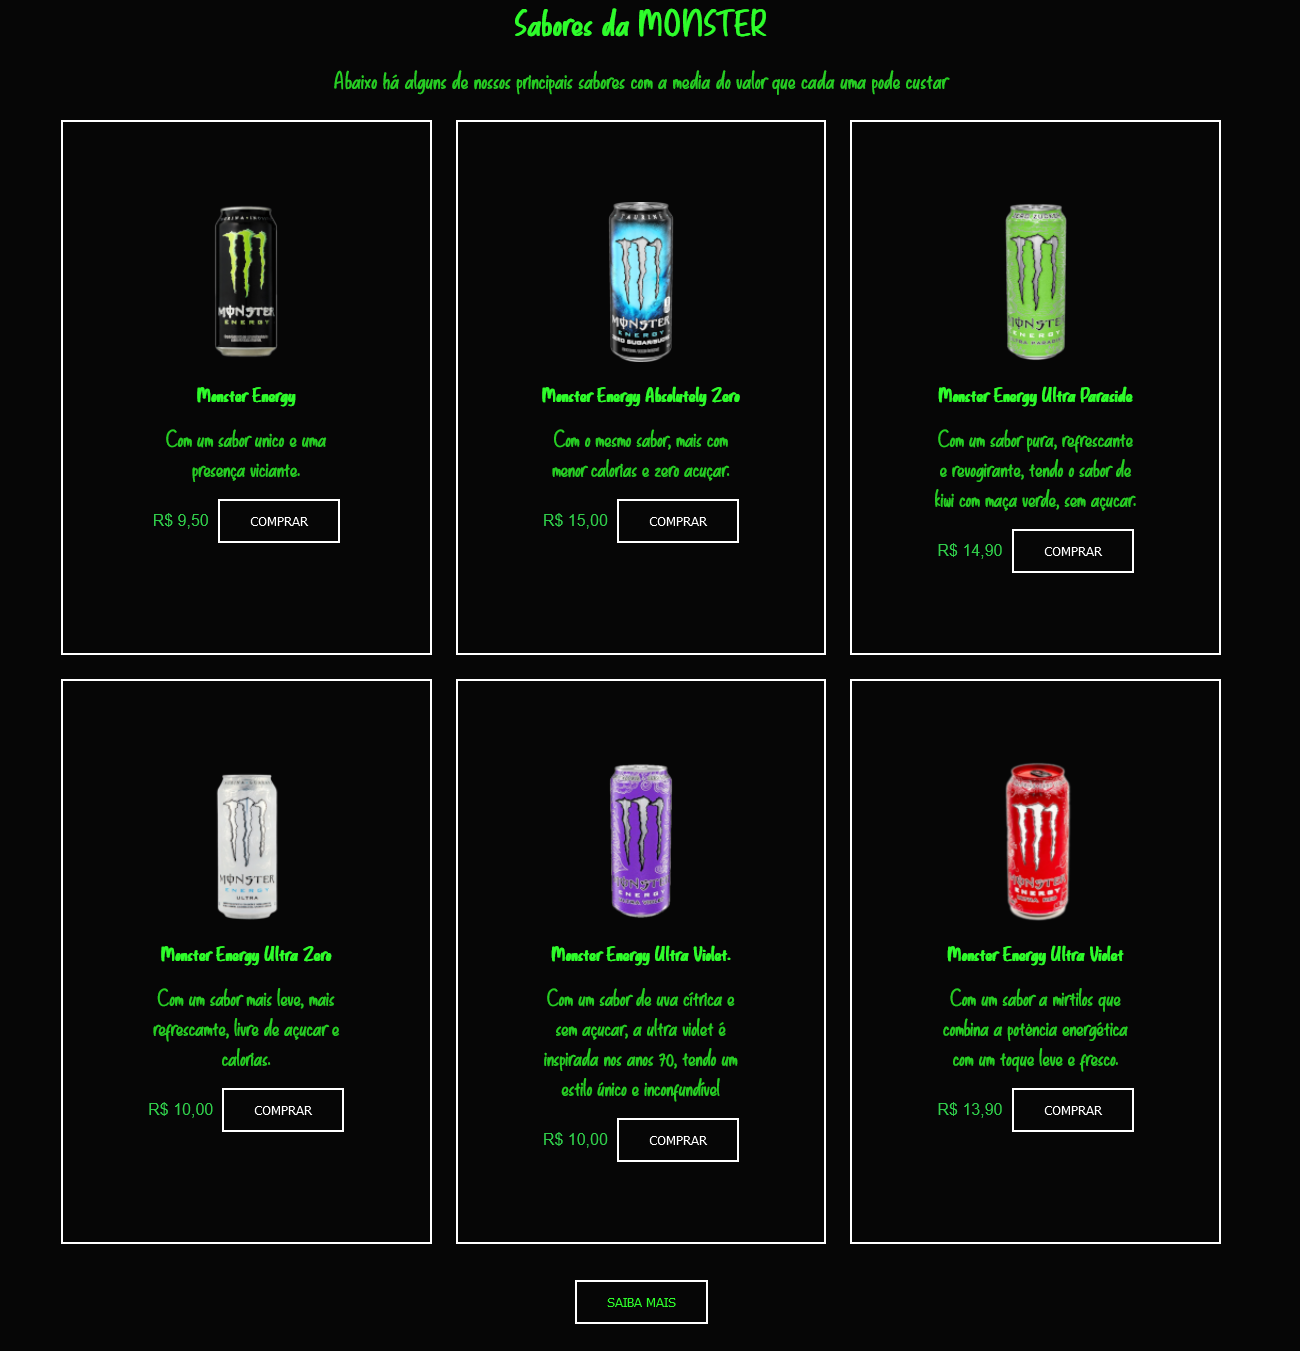 Sabores da MONSTER
Abaixo há alguns de nossos principais sabores com a media do valor que cada uma pode custar
MONSTER
ENERGY
Monster Energy
Com um sabor unico e uma
presença viciante.
R$ 9,50 COMPRAR
MONSTER
ENERGY
Monster Energy Absolutely Zero
Com o mesmo sabor, mais com
menor calorias e zero acuçar.
R$ 15,00 COMPRAR
MONSTER
ENERGY
Monster Energy Ultra Paraside
Com um sabor pura, refrescante
e revogirante, tendo o sabor de
kiwi com maça verde, sem açucar.
R$ 14,90 COMPRAR
MONSTER
ENERGY
ULTRA
Monster Energy Ultra Zero
Com um sabor mais leve, mais
refrescamte, livre de açucar e
calorias.
R$ 10,00 COMPRAR
MONSTER
ENERGY
Monster Energy Ultra Violet.
Com um sabor de uva cítrica e
sem açucar, a ultra violet é
inspirada nos anos 70, tendo um
estilo único e inconfundível
R$ 10,00 COMPRAR
MONSTER
ENERGY
ULTRA RED
Monster Energy Ultra Violet
Com um sabor a mirtilos que
combina a potência energética
com um toque leve e fresco.
R$ 13,90 COMPRAR
SAIBA MAIS